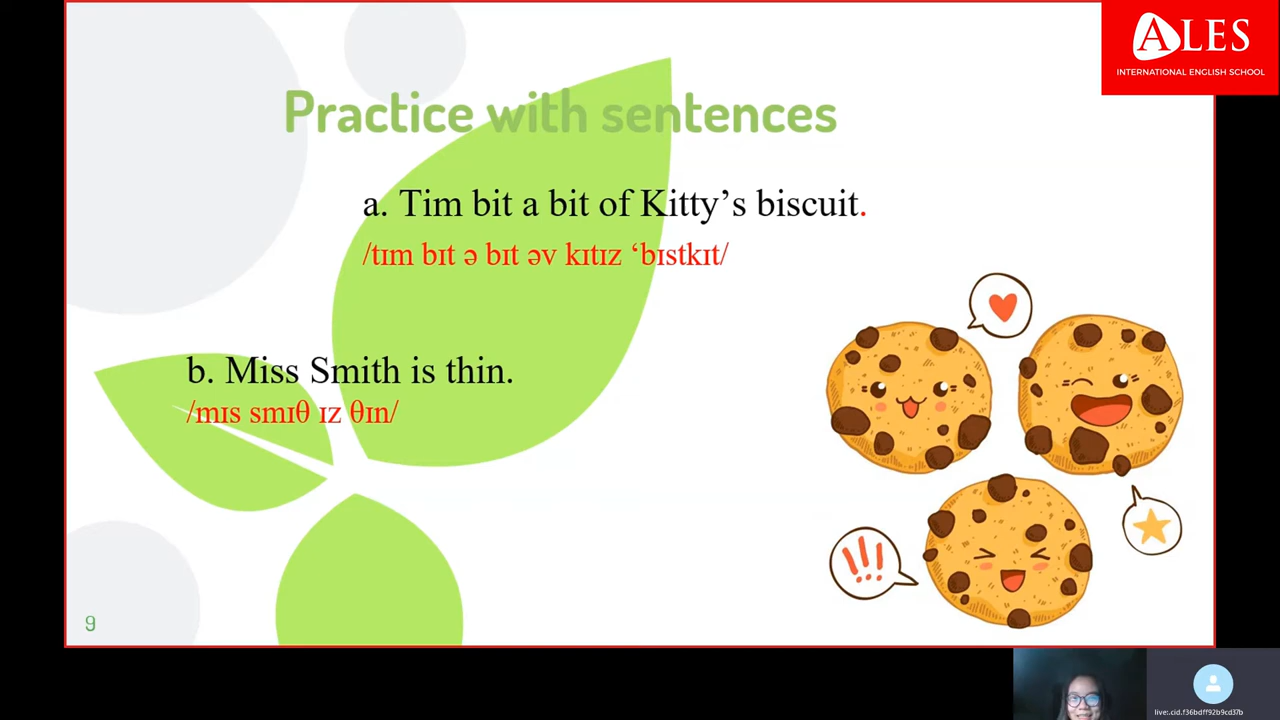 ALES
INTERNATIONAL ENGLISH SCHOOL
Practice with sentences
a. Tim bit a bit of Kitty’s biscuit.
/tɪm bɪt ə bɪt əv kɪtɪz ‘bɪstkɪt/
b. Miss Smith is thin.
/mɪs smɪθ ɪz θɪn/
!!!
9
live:.cid.f36bdff92b9cd37b